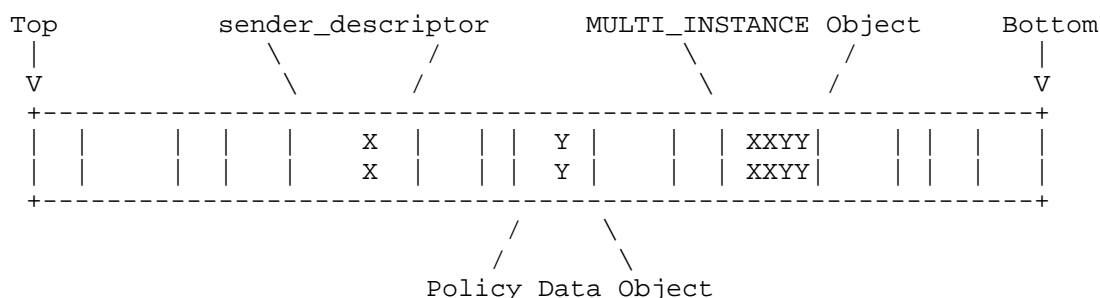 Top            sender_descriptor      MULTI_INSTANCE Object     Bottom
 |               \         /               \        /           |
 V                \       /                 \      /            V
 +--------------------------------------------------------------+
 |  |     |  |   |    X  |   |  |  Y |    |  |  XXYY|    | |  |   |
 |  |     |  |   |    X  |   |  |  Y |    |  |  XXYY|    | |  |   |
 +--------------------------------------------------------------+
                               /     \
                              /       \
                          Policy Data Object